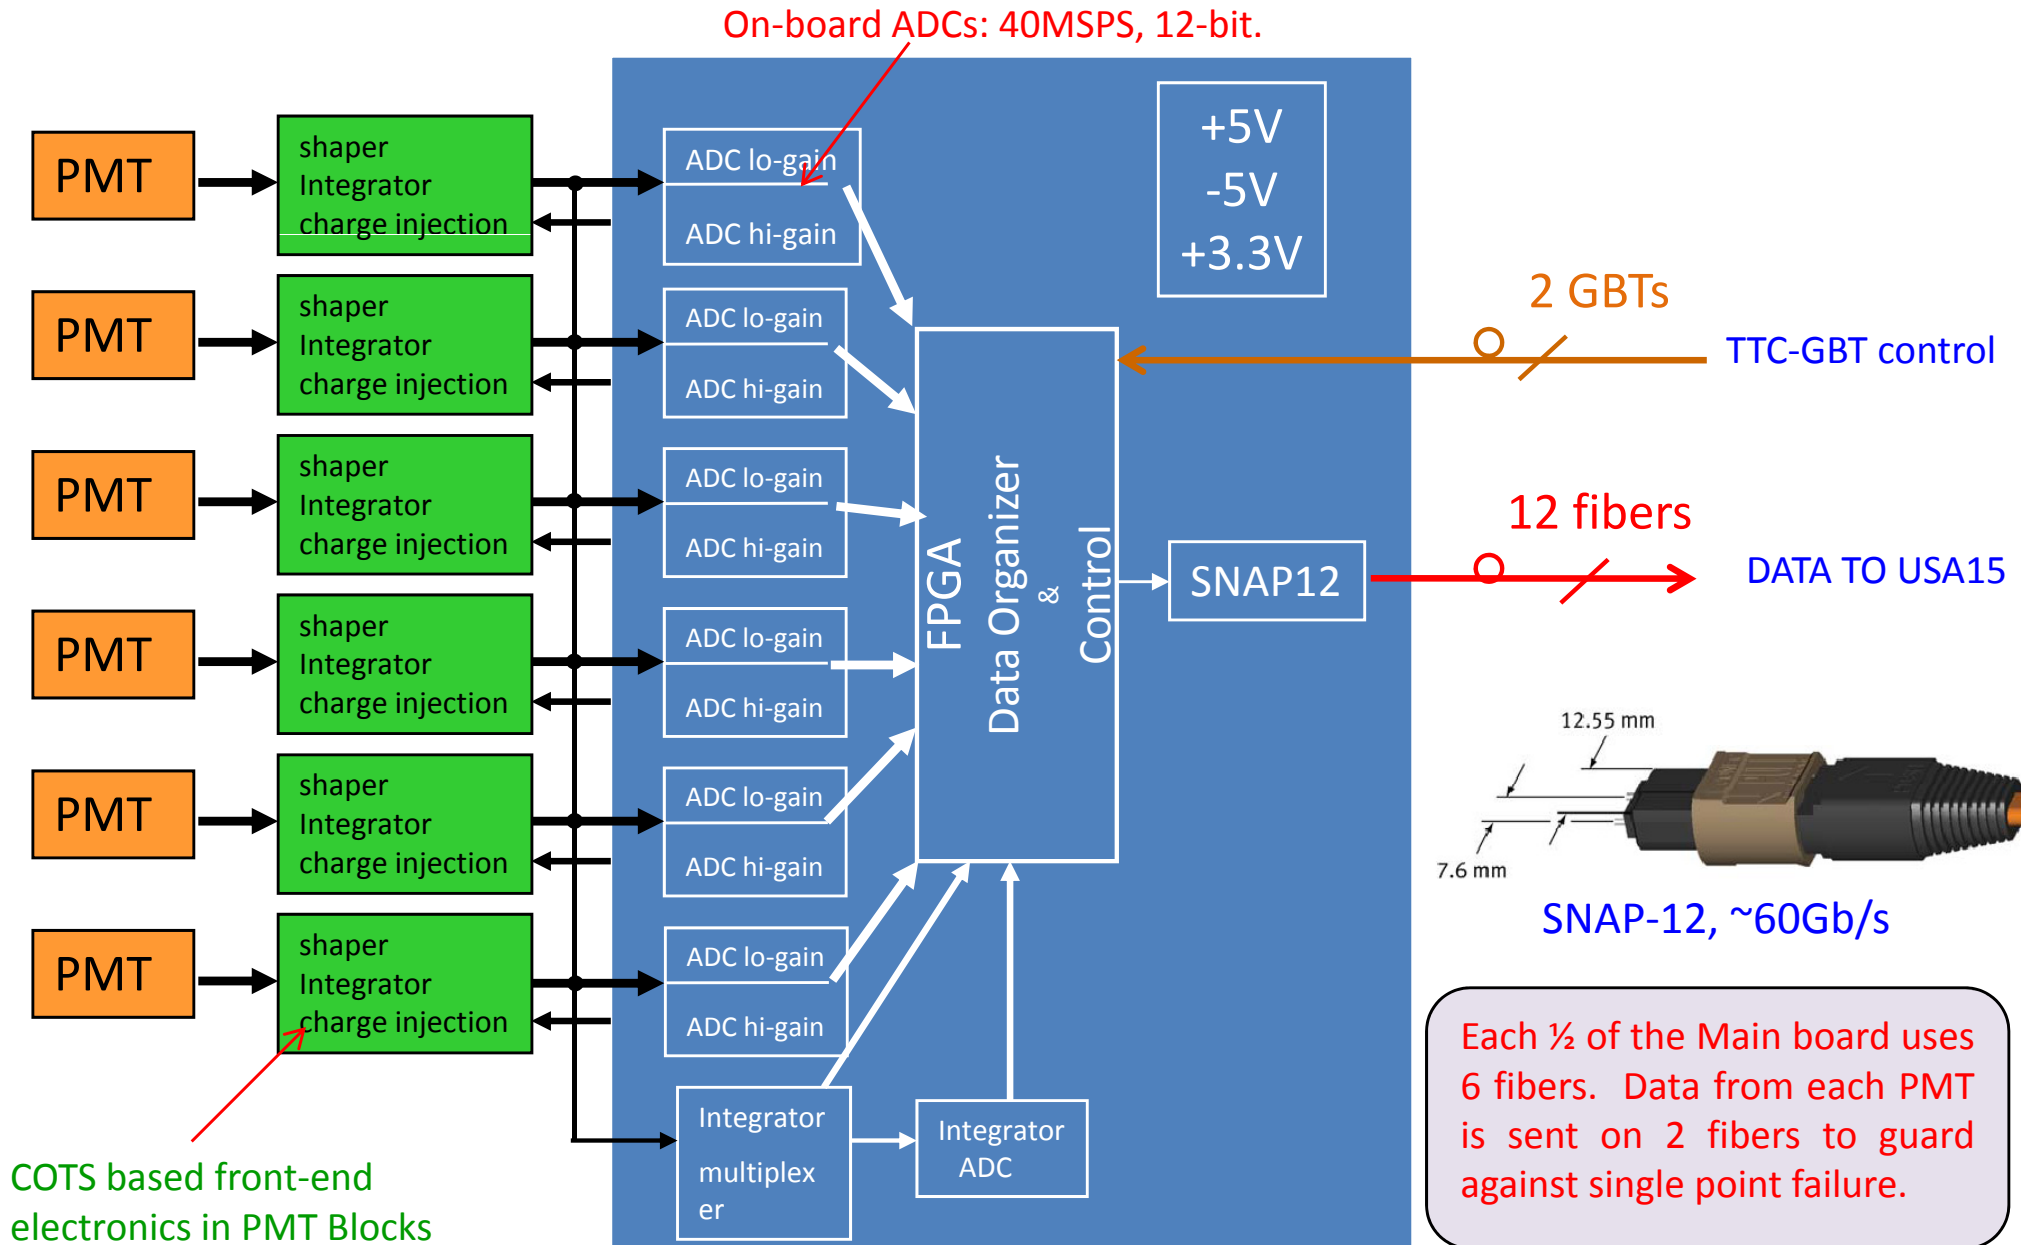 On-board ADCs: 40MSPS, 12-bit.
PMT
shaper
Integrator
charge injection
ADC lo-gain
ADC hi-gain
+5V
-5V
+3.3V
PMT
shaper
Integrator
charge injection
ADC lo-gain
ADC hi-gain
2 GBTs
TTC-GBT control
PMT
shaper
Integrator
charge injection
ADC lo-gain
ADC hi-gain
FPGA
Data Organizer
&
Control
SNAP12
12 fibers
DATA TO USA15
PMT
shaper
Integrator
charge injection
ADC lo-gain
ADC hi-gain
PMT
shaper
Integrator
charge injection
ADC lo-gain
ADC hi-gain
12.55 mm
7.6 mm
SNAP-12, ~60Gb/s
PMT
shaper
Integrator
charge injection
ADC lo-gain
ADC hi-gain
Integrator
multiplex
er
Integrator
ADC
Each ½ of the Main board uses
6 fibers. Data from each PMT
is sent on 2 fibers to guard
against single point failure.
COTS based front-end
electronics in PMT Blocks